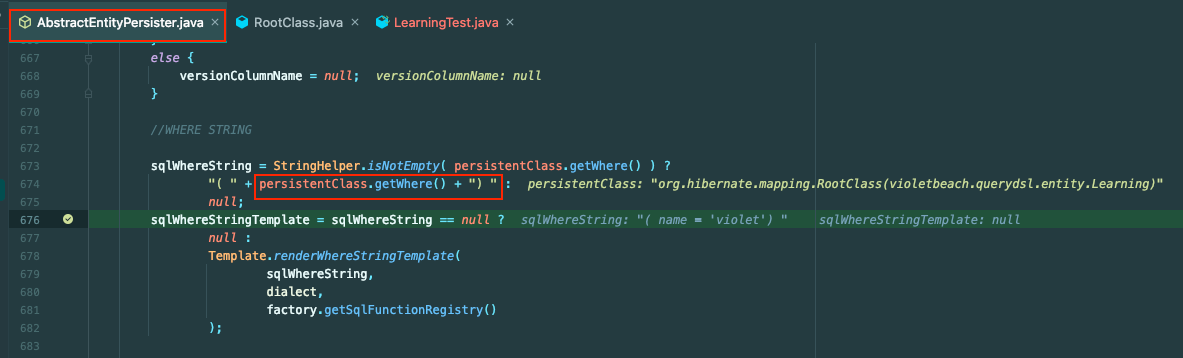 AbstractEntityPersister.java × RootClass.java × LearningTest.java ×
666 }
667 else {
668 versionColumnName = null; versionColumnName: null
669 }
670
671 //WHERE STRING
672
673 sqlWhereString = StringHelper.isNotEmpty( persistentClass.getWhere() ) ?
674 "( " + persistentClass.getWhere() + ") " : persistentClass: "org.hibernate.mapping.RootClass(violetbeach.querydsl.entity.Learning)"
675 null;
676 sqlWhereStringTemplate = sqlWhereString == null ? sqlWhereString: "( name = 'violet') " sqlWhereStringTemplate: null
677 null :
678 Template.renderWhereStringTemplate(
679 sqlWhereString,
680 dialect,
681 factory.getSqlFunctionRegistry()
682 );
683